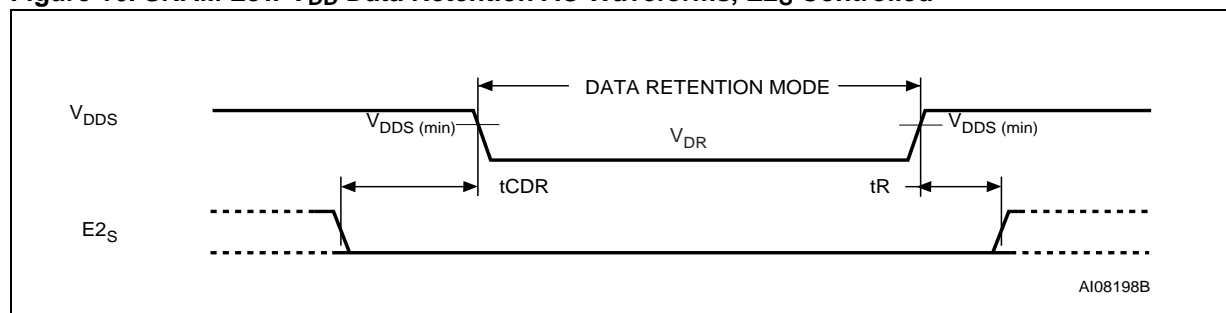 DATA RETENTION MODE
VDDS
VDDS (min)
VDR
VDDS (min)
tCDR
tR
E2S
AI08198B